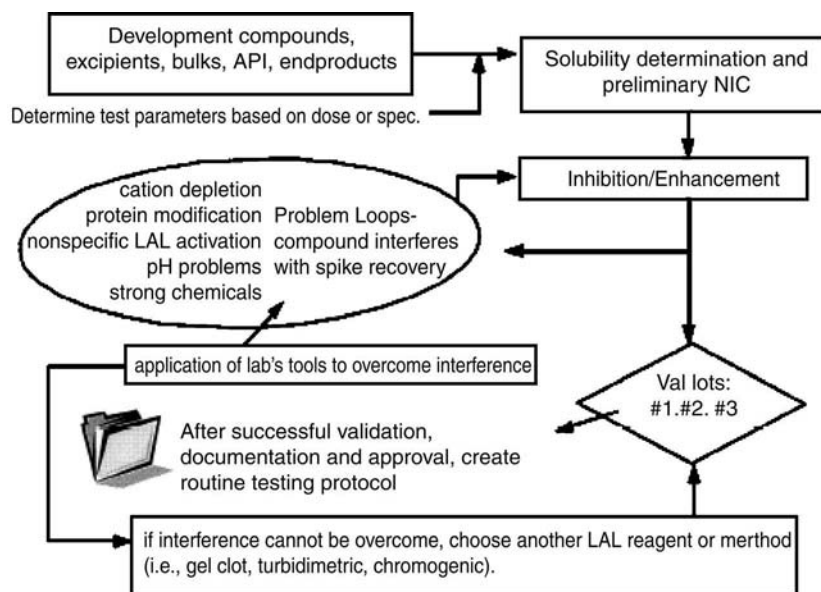 Development compounds,
excipients, bulks, API, endproducts
Solubility determination and
preliminary NIC
Determine test parameters based on dose or spec.
Inhibition/Enhancement
cation depletion
protein modification
nonspecific LAL activation
pH problems
strong chemicals
Problem Loops-
compound interferes
with spike recovery
application of lab's tools to overcome interference
Val lots:
#1.#2. #3
After successful validation,
documentation and approval, create
routine testing protocol
if interference cannot be overcome, choose another LAL reagent or merthod
(i.e., gel clot, turbidimetric, chromogenic).